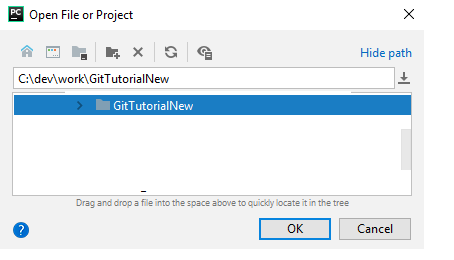 PC Open File or Project
Hide path
C:\dev\work\GitTutorialNew
GitTutorialNew
Drag and drop a file into the space above to quickly locate it in the tree
? OK Cancel